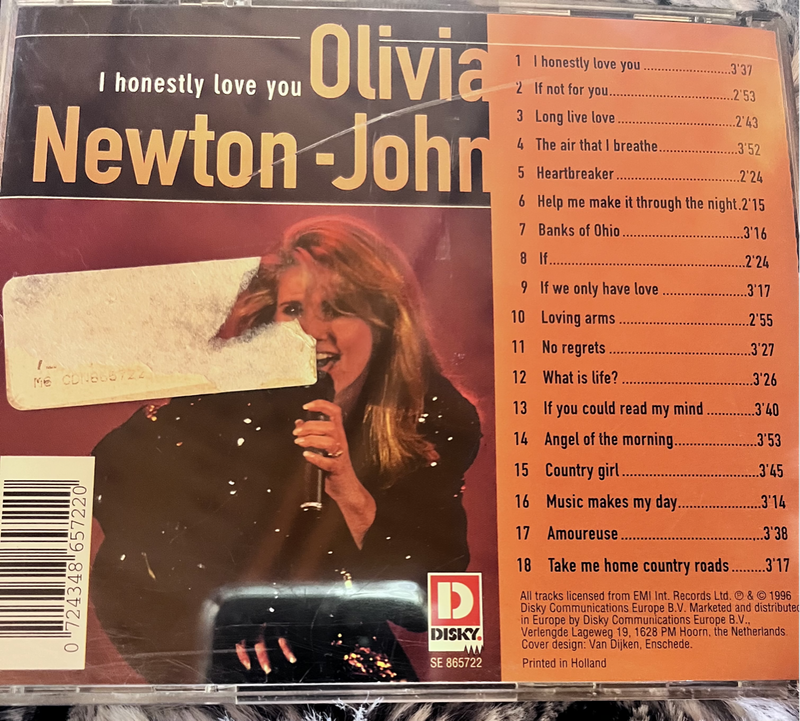 I honestly love you Olivia
Newton-John
1 I honestly love you ...........................3'37
2 If not for you....................................2'53
3 Long live love ..................................2'43
4 The air that I breathe.......................3'52
5 Heartbreaker ...................................2'24
6 Help me make it through the night.2'15
7 Banks of Ohio ..................................3'16
8 If......................................................2'24
9 If we only have love .........................3'17
10 Loving arms .....................................2'55
11 No regrets ........................................3'27
12 What is life? .....................................3'26
13 If you could read my mind ...............3'40
14 Angel of the morning........................3'53
15 Country girl ......................................3'45
16 Music makes my day........................3'14
17 Amoureuse .......................................3'38
18 Take me home country roads .........3'17
All tracks licensed from EMI Int. Records Ltd. ℗ & © 1996
Disky Communications Europe B.V. Marketed and distributed
in Europe by Disky Communications Europe B.V.,
Verlengde Lageweg 19, 1628 PM Hoorn, the Netherlands.
Cover design: Van Dijken, Enschede.
Printed in Holland
D
DISKY.
SE 865722
0 724348 657220